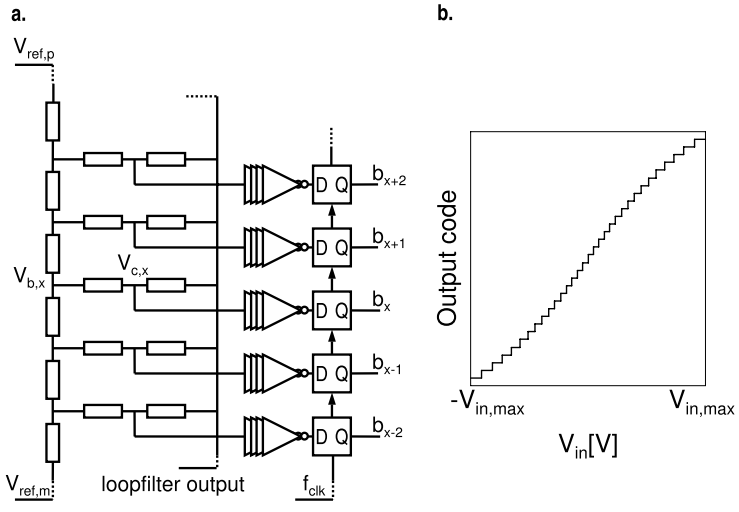 a.
V_ref,p
b_x+2
b_x+1
V_b,x
V_c,x
b_x
b_x-1
b_x-2
D Q
D Q
D Q
D Q
D Q
V_ref,m
loopfilter output
f_clk
b.
Output code
-V_in,max
V_in,max
V_in[V]